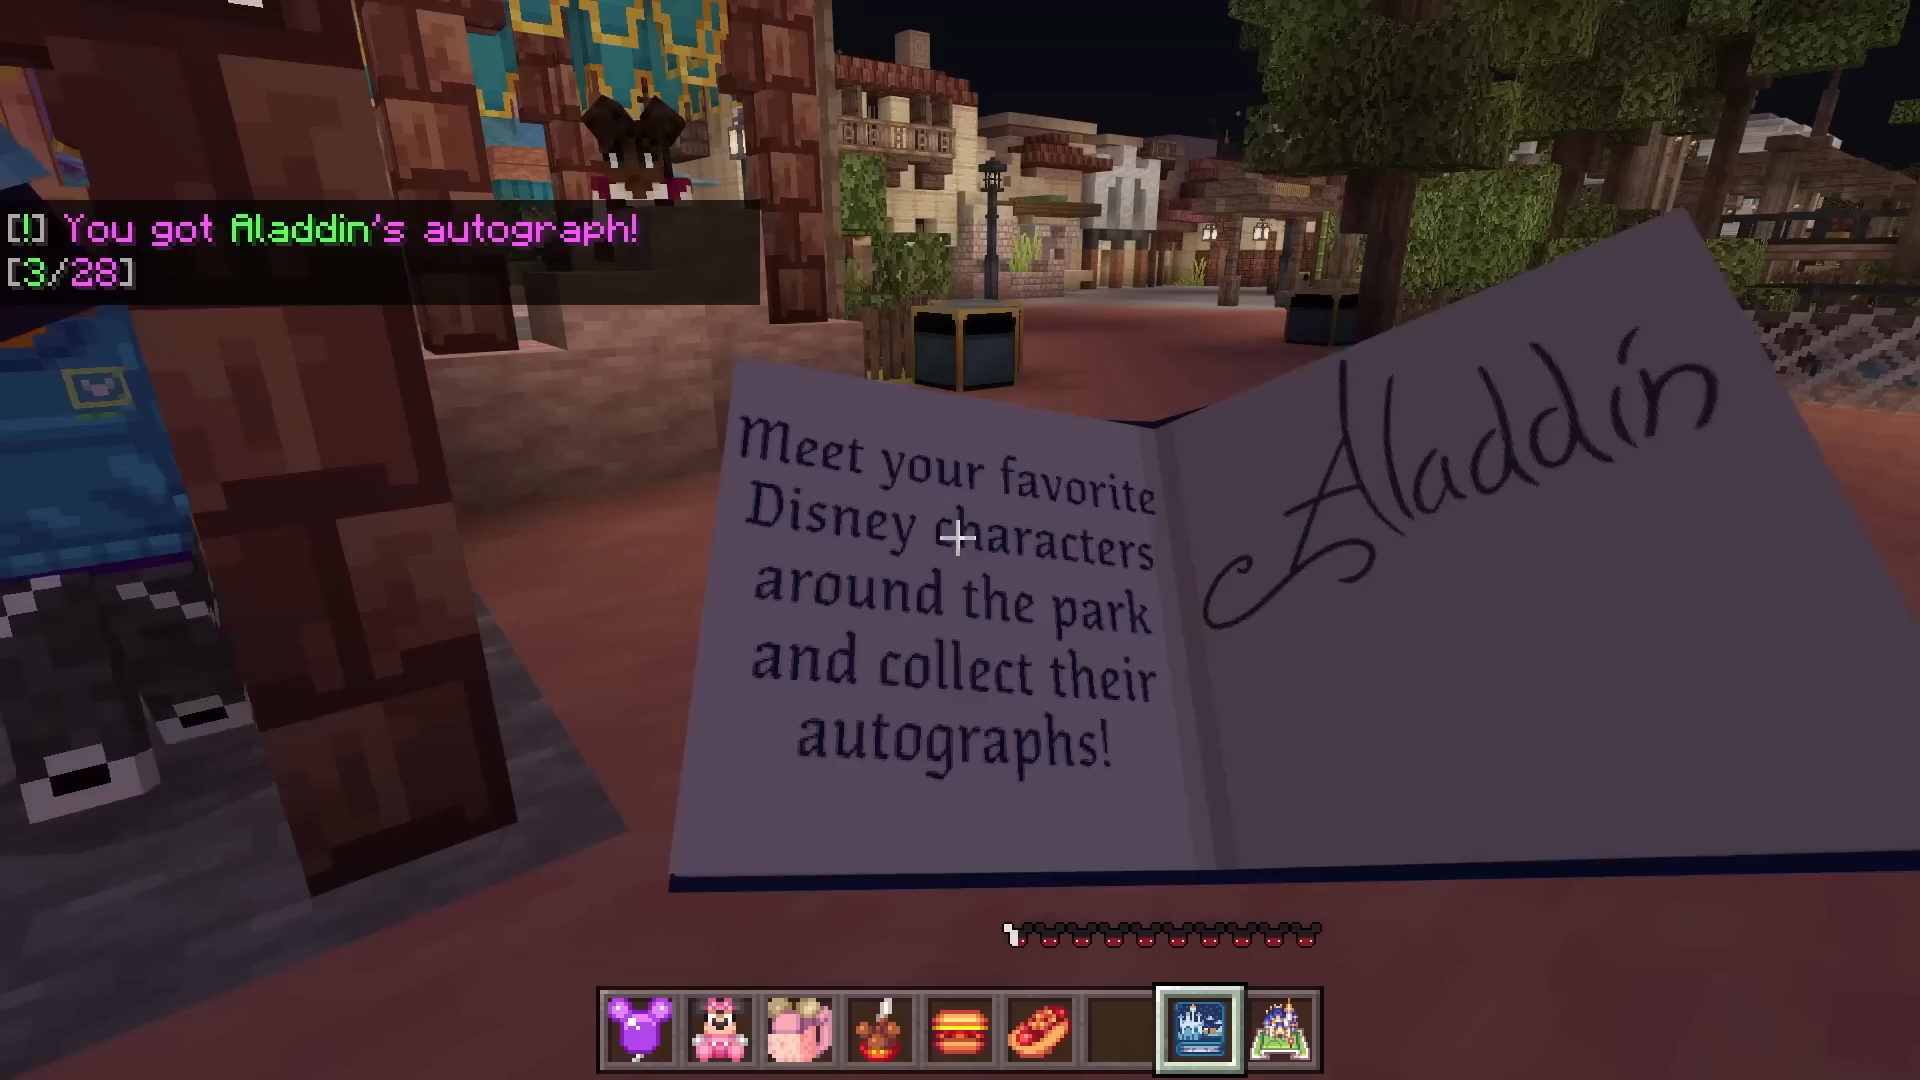 [!] You got Aladdin's autograph!
[3/28]
Meet your favorite
Disney characters
around the park
and collect their
autographs!
Aladdin